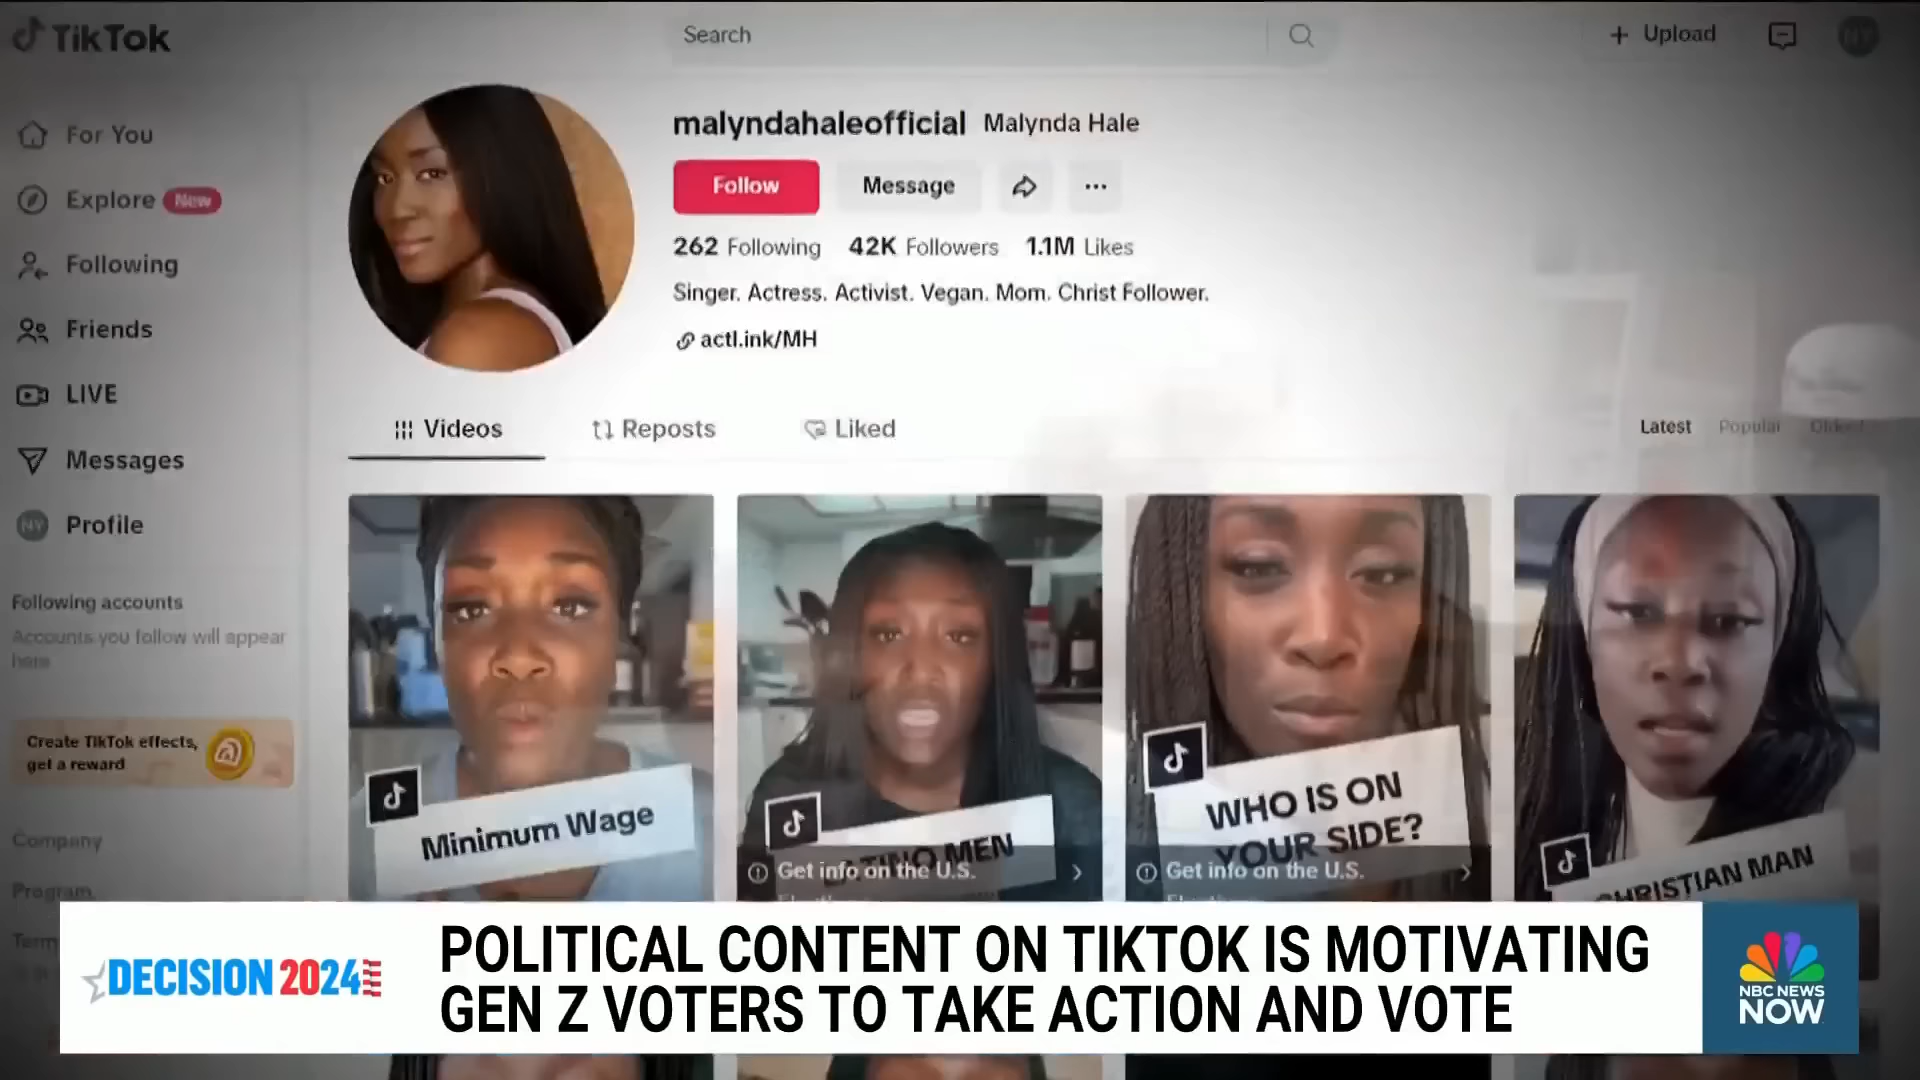 TikTok
Search
+ Upload
For You
Explore New
Following
Friends
LIVE
Messages
NY Profile
Following accounts
Accounts you follow will appear
here
Create TikTok effects,
get a reward
Company
Program
malyndahaleofficial Malynda Hale
Follow Message
262 Following 42K Followers 1.1M Likes
Singer. Actress. Activist. Vegan. Mom. Christ Follower.
actl.ink/MH
Videos Reposts Liked
Latest Popular Oldest
Minimum Wage
LATINO MEN
Get info on the U.S.
WHO IS ON
YOUR SIDE?
Get info on the U.S.
CHRISTIAN MAN
DECISION 2024
POLITICAL CONTENT ON TIKTOK IS MOTIVATING
GEN Z VOTERS TO TAKE ACTION AND VOTE
NBC NEWS
NOW